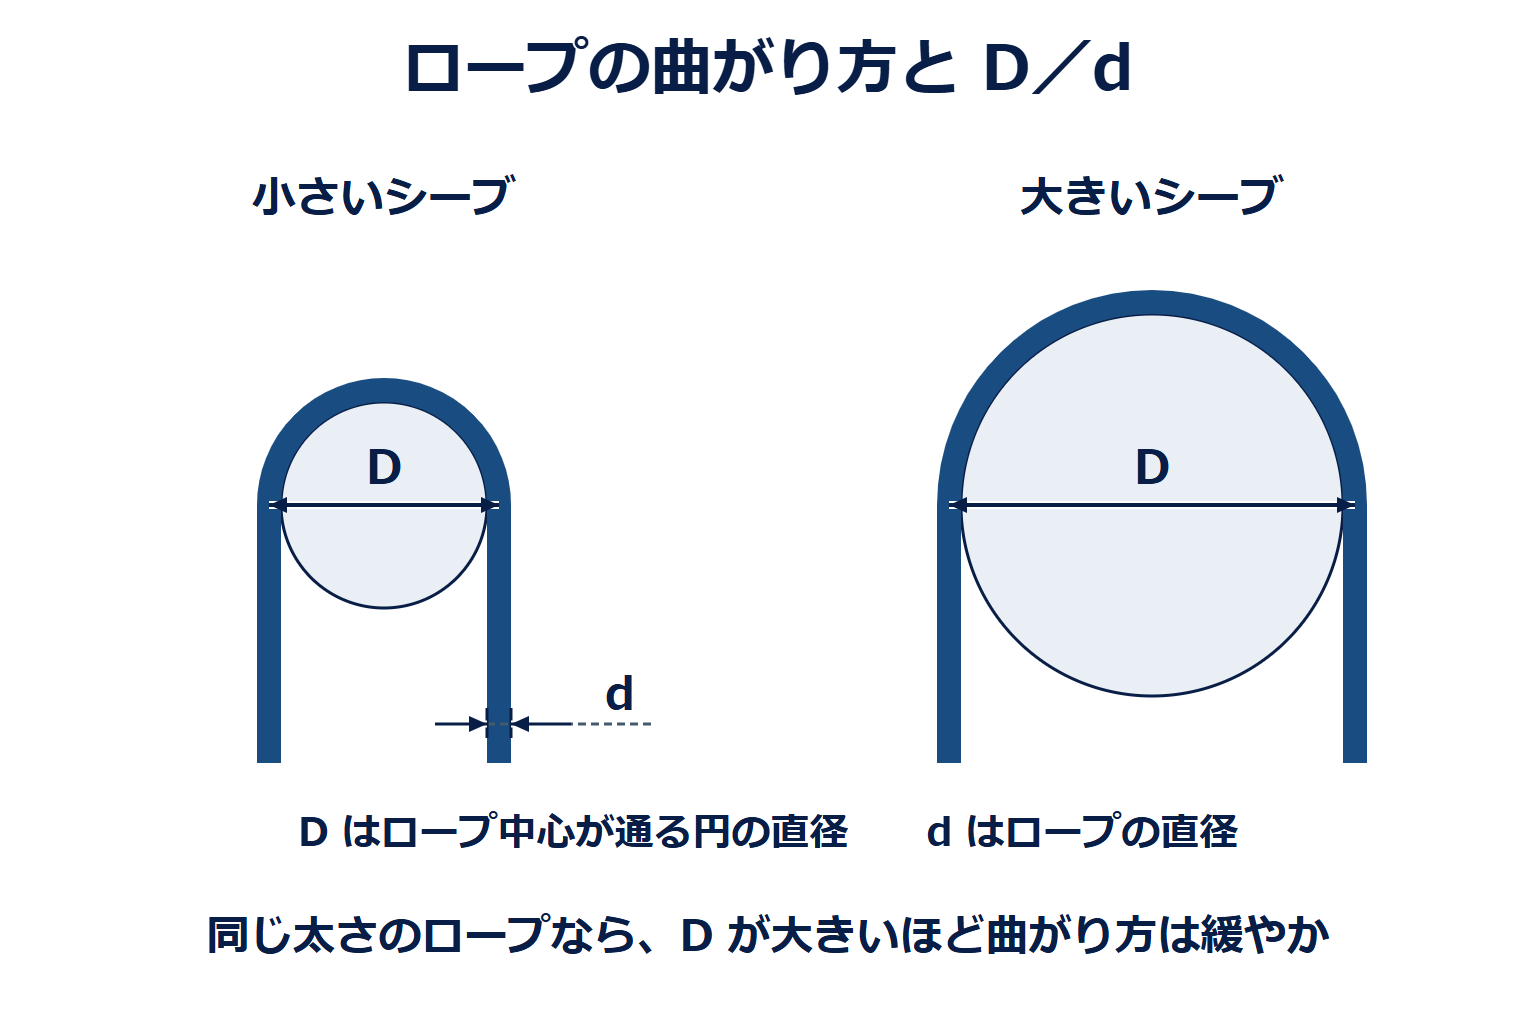 ロープの曲がり方と D／d
小さいシーブ
大きいシーブ
D
D
d
D はロープ中心が通る円の直径　　d はロープの直径
同じ太さのロープなら、D が大きいほど曲がり方は緩やか